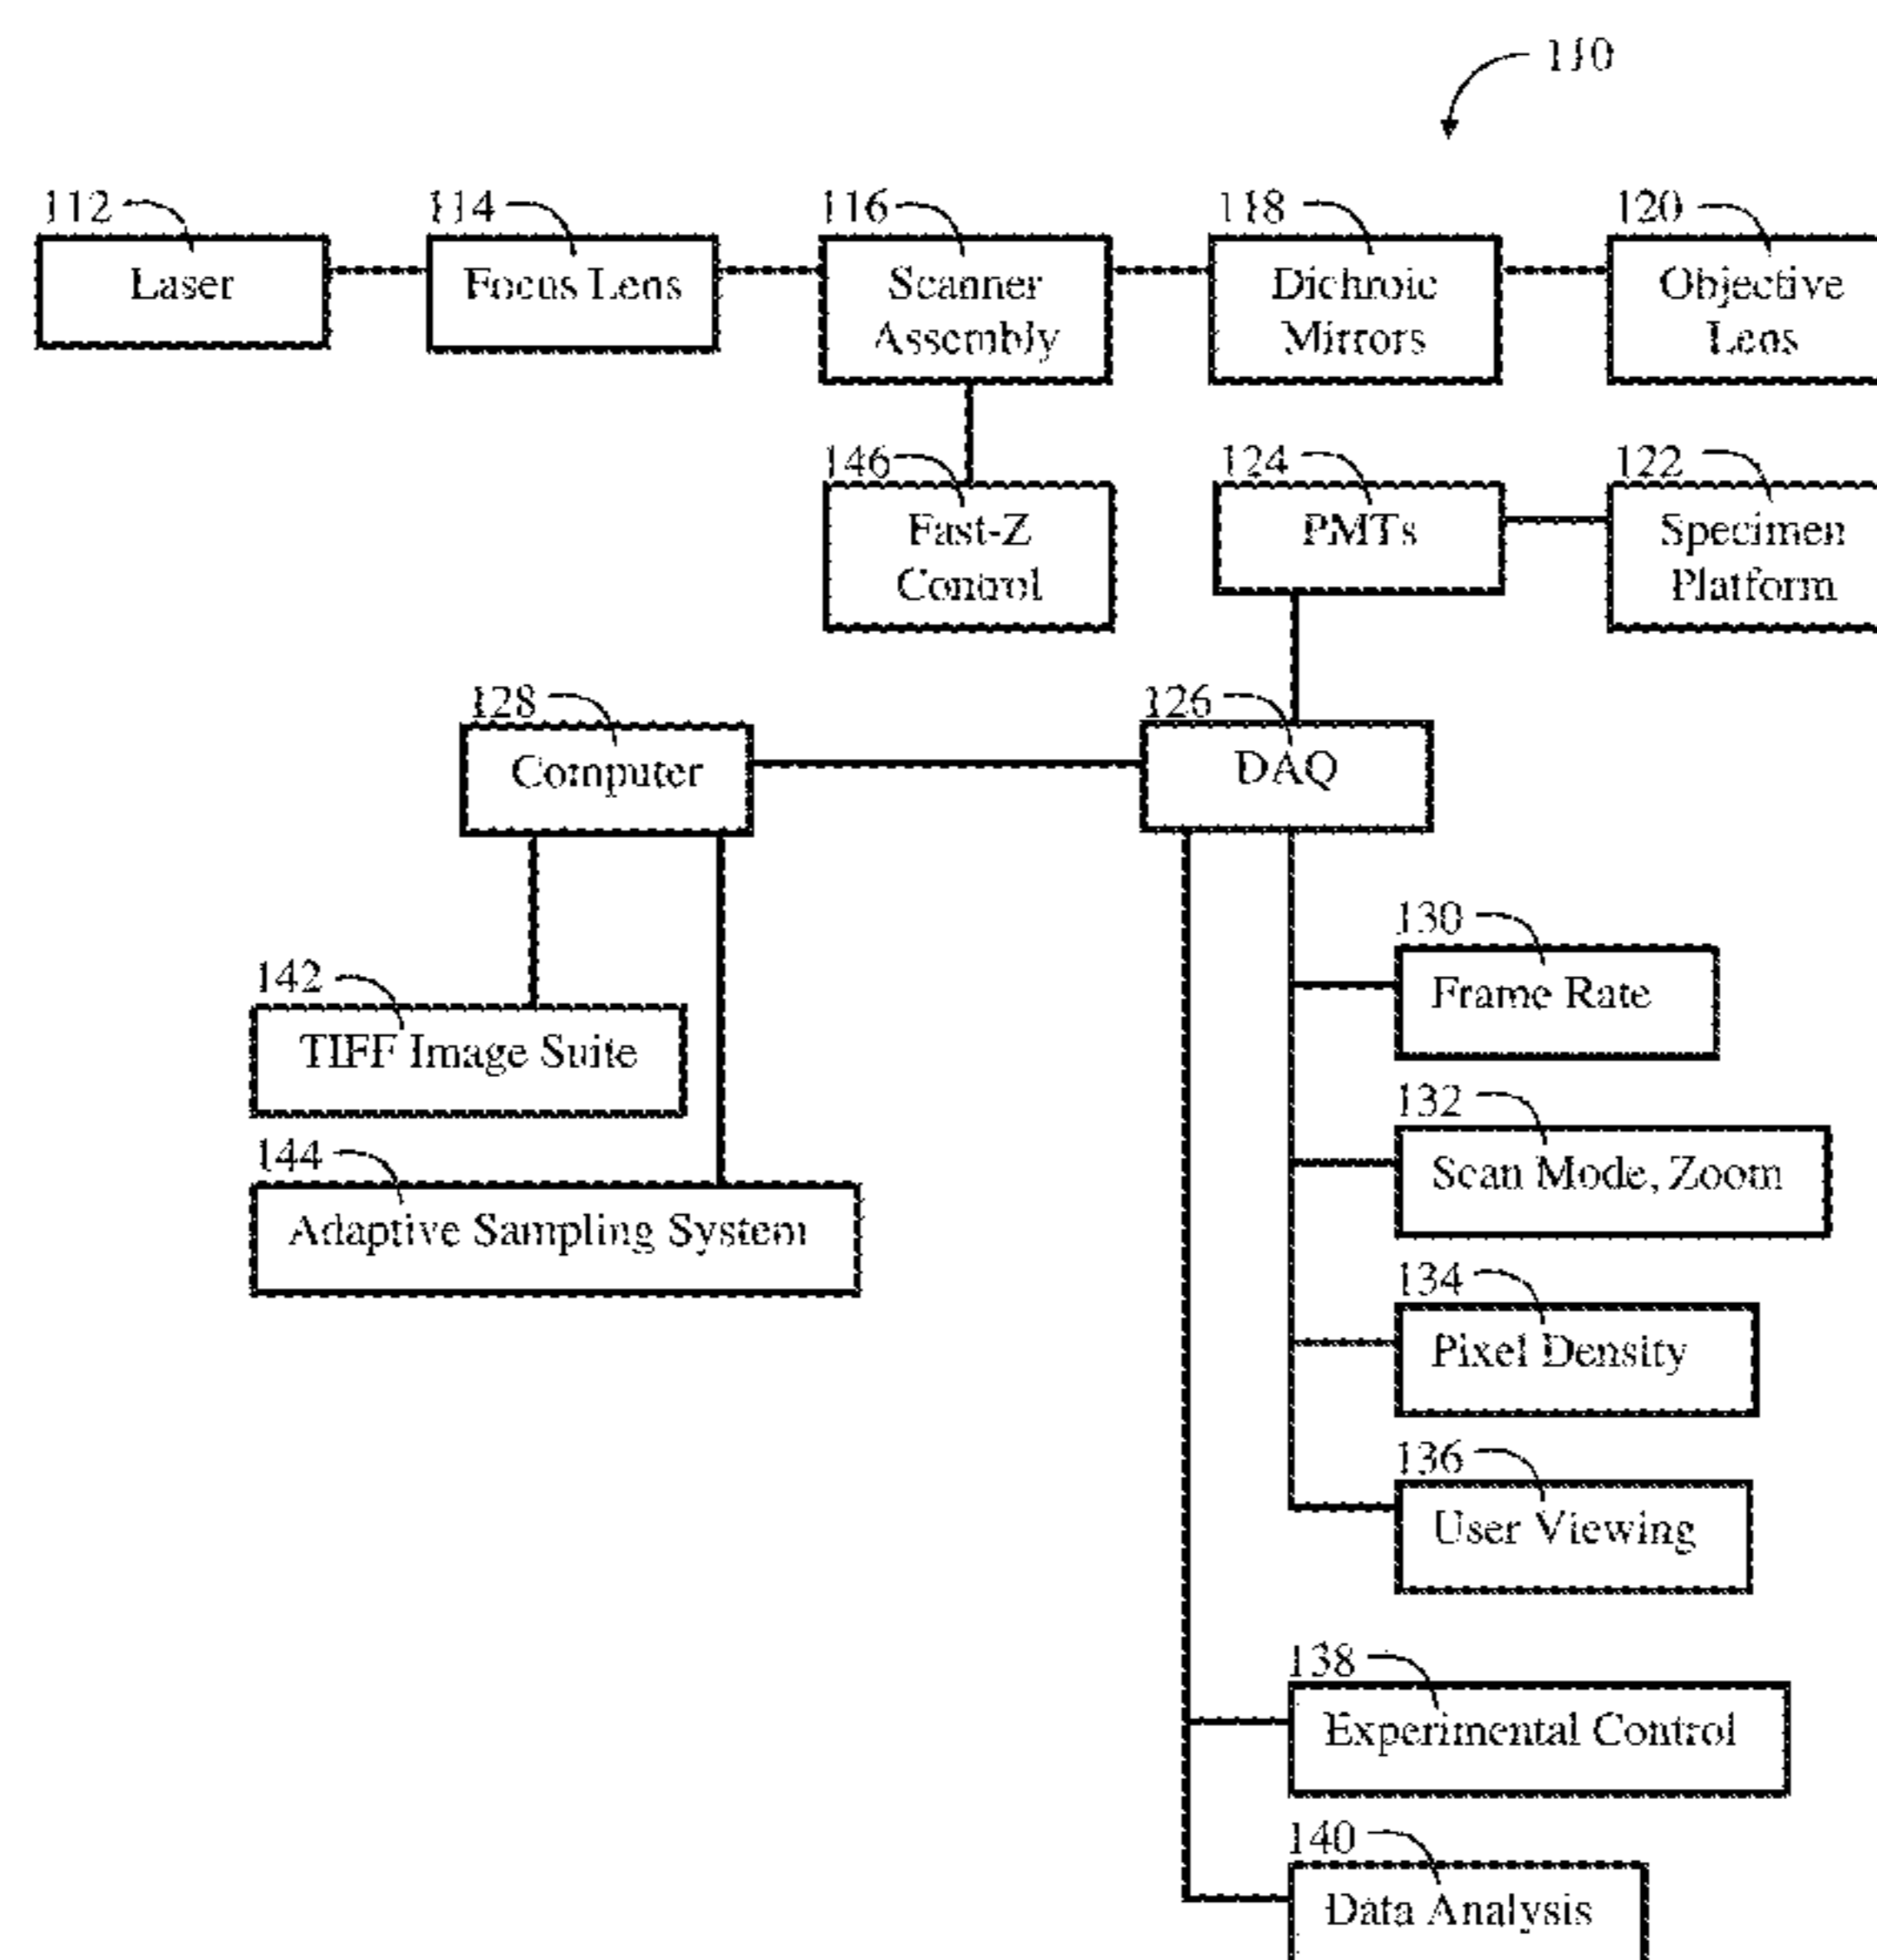 110
112
Laser
114
Focus Lens
116
Scanner
Assembly
118
Dichroic
Mirrors
120
Objective
Lens
146
Fast-Z
Control
124
PMTs
122
Specimen
Platform
128
Computer
126
DAQ
130
Frame Rate
142
TIFF Image Suite
132
Scan Mode, Zoom
144
Adaptive Sampling System
134
Pixel Density
136
User Viewing
138
Experimental Control
140
Data Analysis